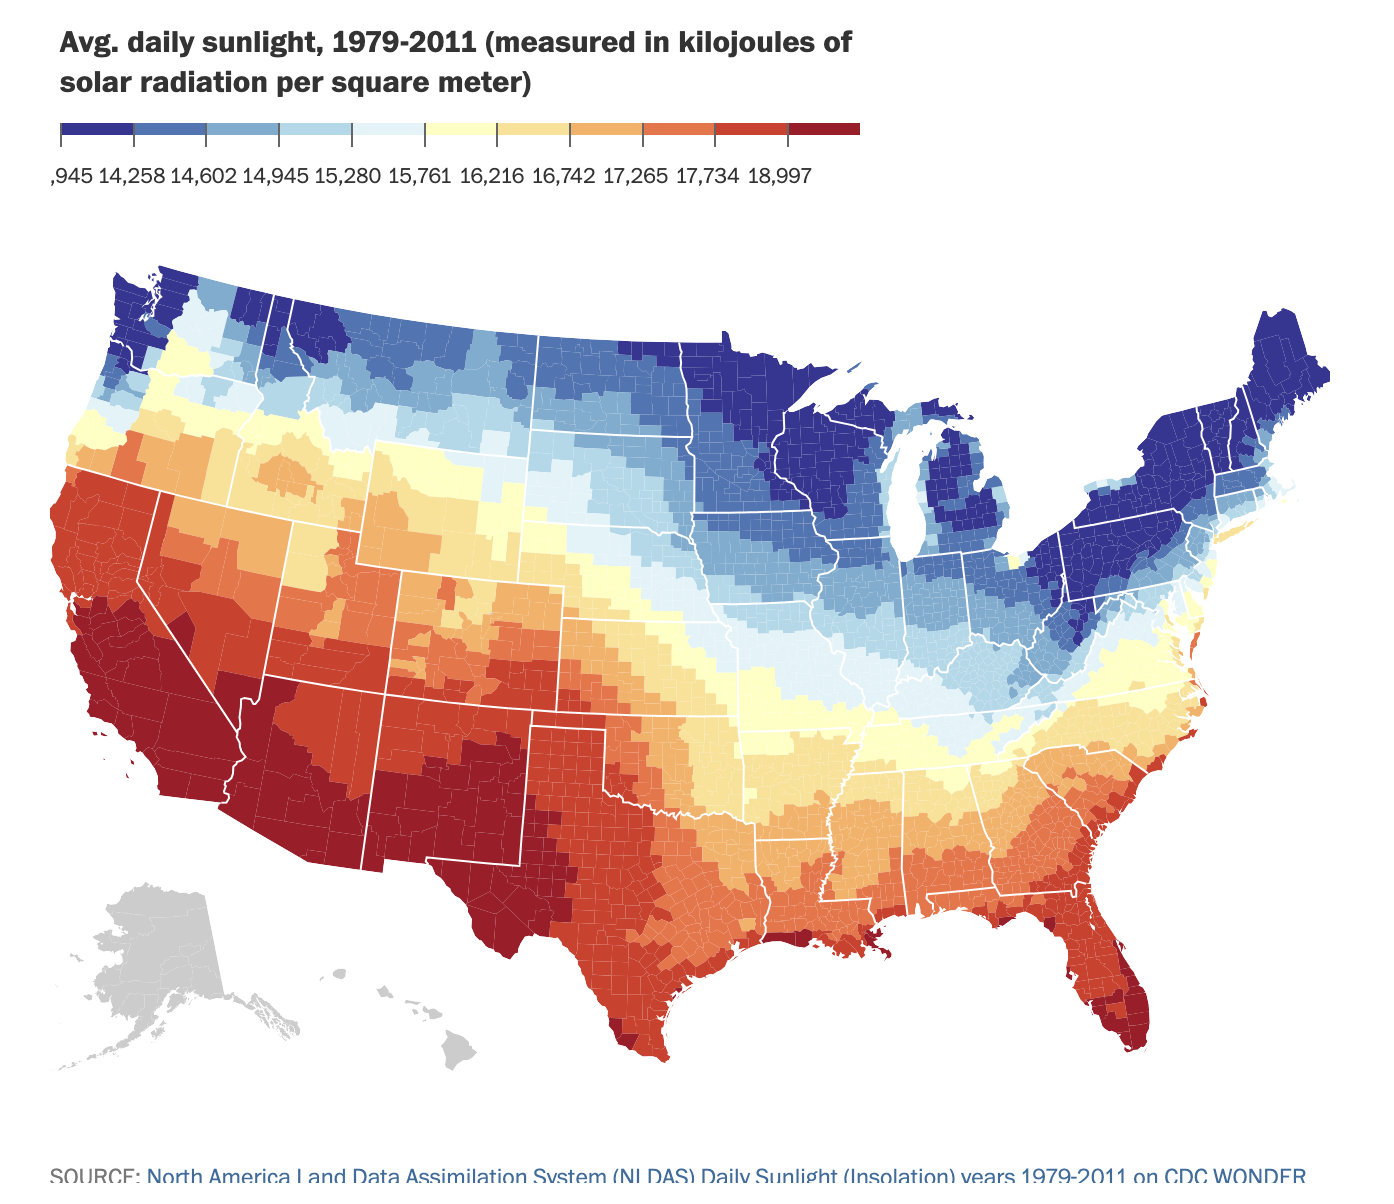 Avg. daily sunlight, 1979-2011 (measured in kilojoules of
solar radiation per square meter)
,945 14,258 14,602 14,945 15,280 15,761 16,216 16,742 17,265 17,734 18,997
SOURCE: North America Land Data Assimilation System (NLDAS) Daily Sunlight (Insolation) years 1979-2011 on CDC WONDER